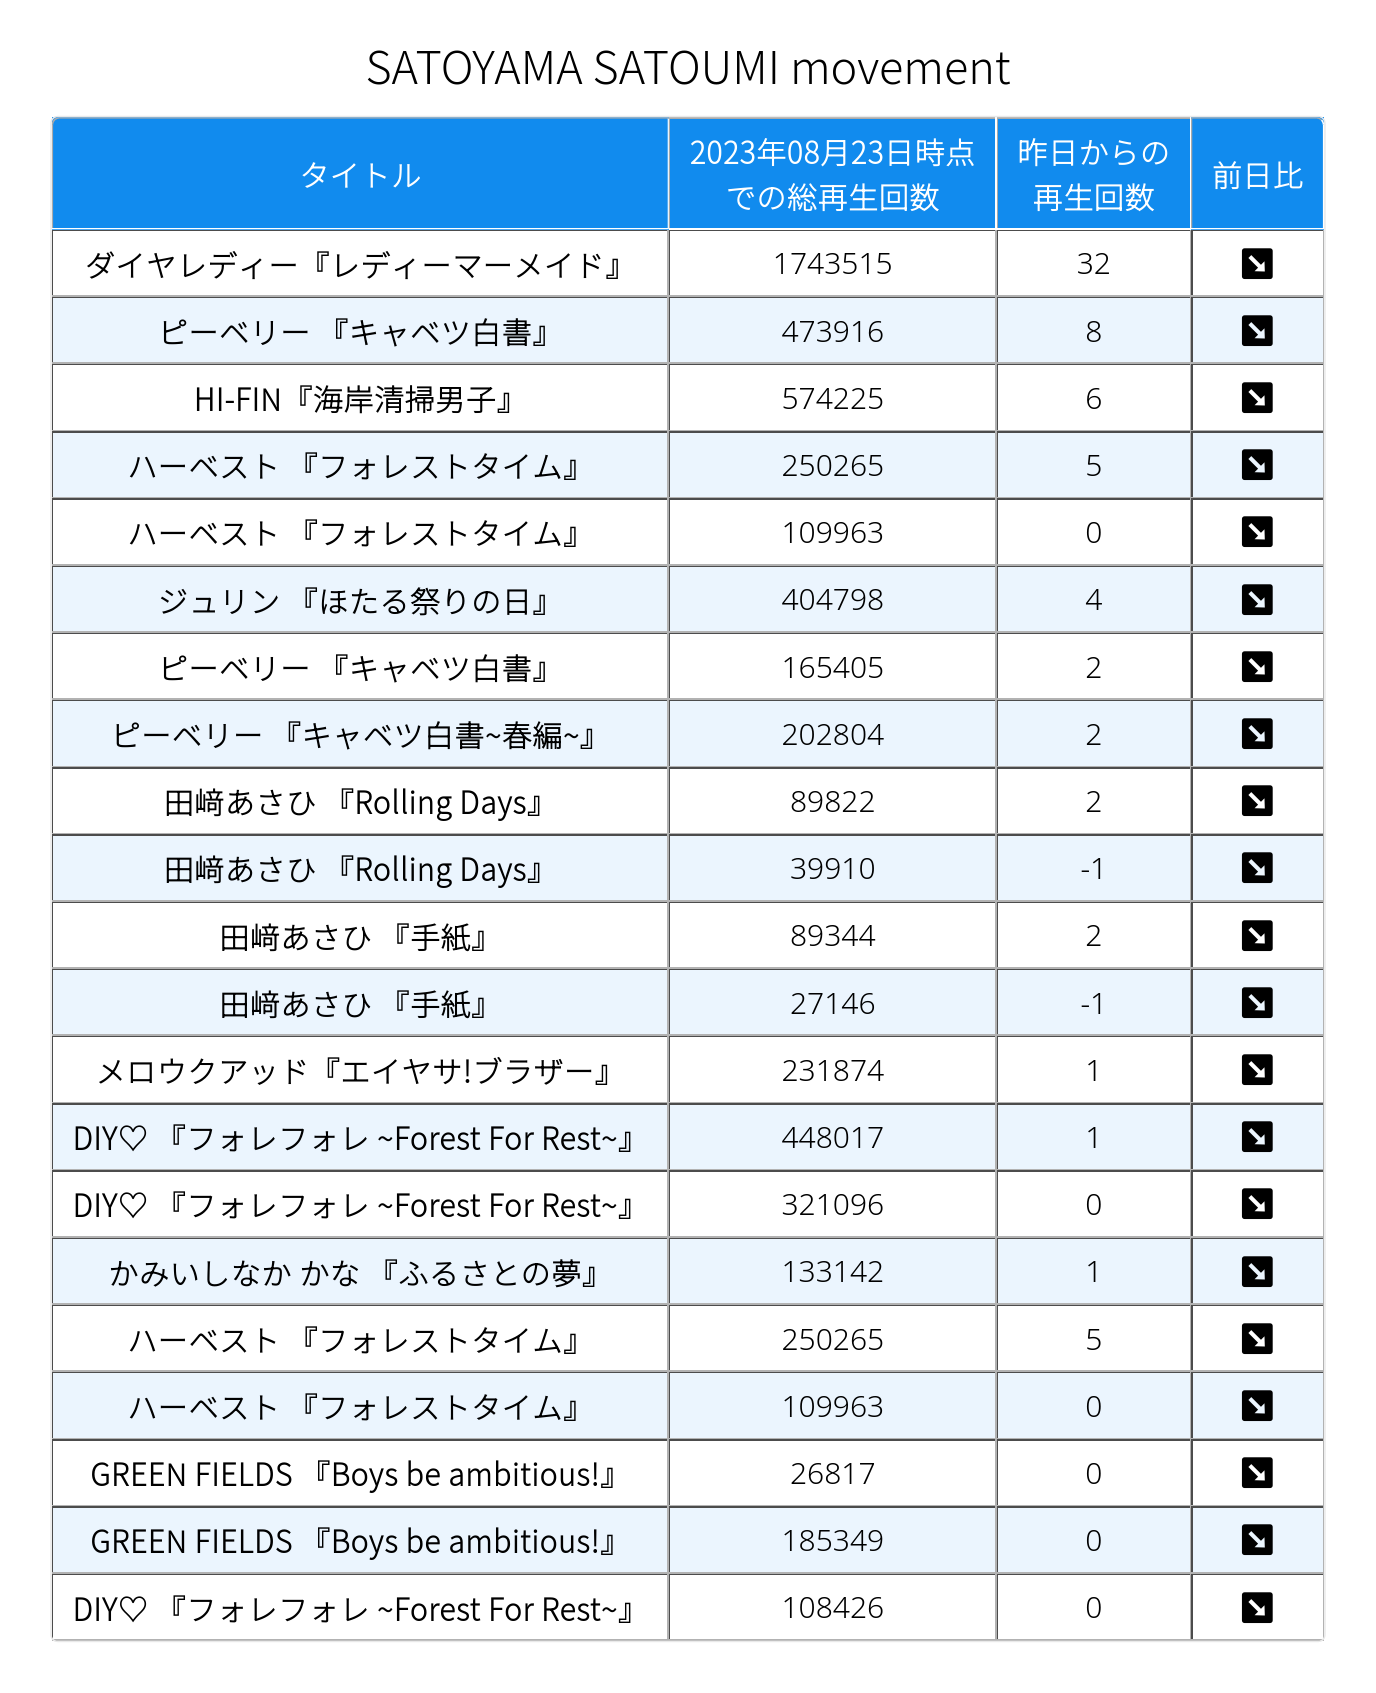 SATOYAMA SATOUMI movement
タイトル 2023年08月23日時点での総再生回数 昨日からの再生回数 前日比
ダイヤレディー『レディーマーメイド』 1743515 32 ↘
ピーベリー 『キャベツ白書』 473916 8 ↘
HI-FIN『海岸清掃男子』 574225 6 ↘
ハーベスト 『フォレストタイム』 250265 5 ↘
ハーベスト 『フォレストタイム』 109963 0 ↘
ジュリン 『ほたる祭りの日』 404798 4 ↘
ピーベリー 『キャベツ白書』 165405 2 ↘
ピーベリー 『キャベツ白書~春編~』 202804 2 ↘
田﨑あさひ 『Rolling Days』 89822 2 ↘
田﨑あさひ 『Rolling Days』 39910 -1 ↘
田﨑あさひ 『手紙』 89344 2 ↘
田﨑あさひ 『手紙』 27146 -1 ↘
メロウクアッド『エイヤサ!ブラザー』 231874 1 ↘
DIY♡ 『フォレフォレ ~Forest For Rest~』 448017 1 ↘
DIY♡ 『フォレフォレ ~Forest For Rest~』 321096 0 ↘
かみいしなか かな 『ふるさとの夢』 133142 1 ↘
ハーベスト 『フォレストタイム』 250265 5 ↘
ハーベスト 『フォレストタイム』 109963 0 ↘
GREEN FIELDS 『Boys be ambitious!』 26817 0 ↘
GREEN FIELDS 『Boys be ambitious!』 185349 0 ↘
DIY♡ 『フォレフォレ ~Forest For Rest~』 108426 0 ↘